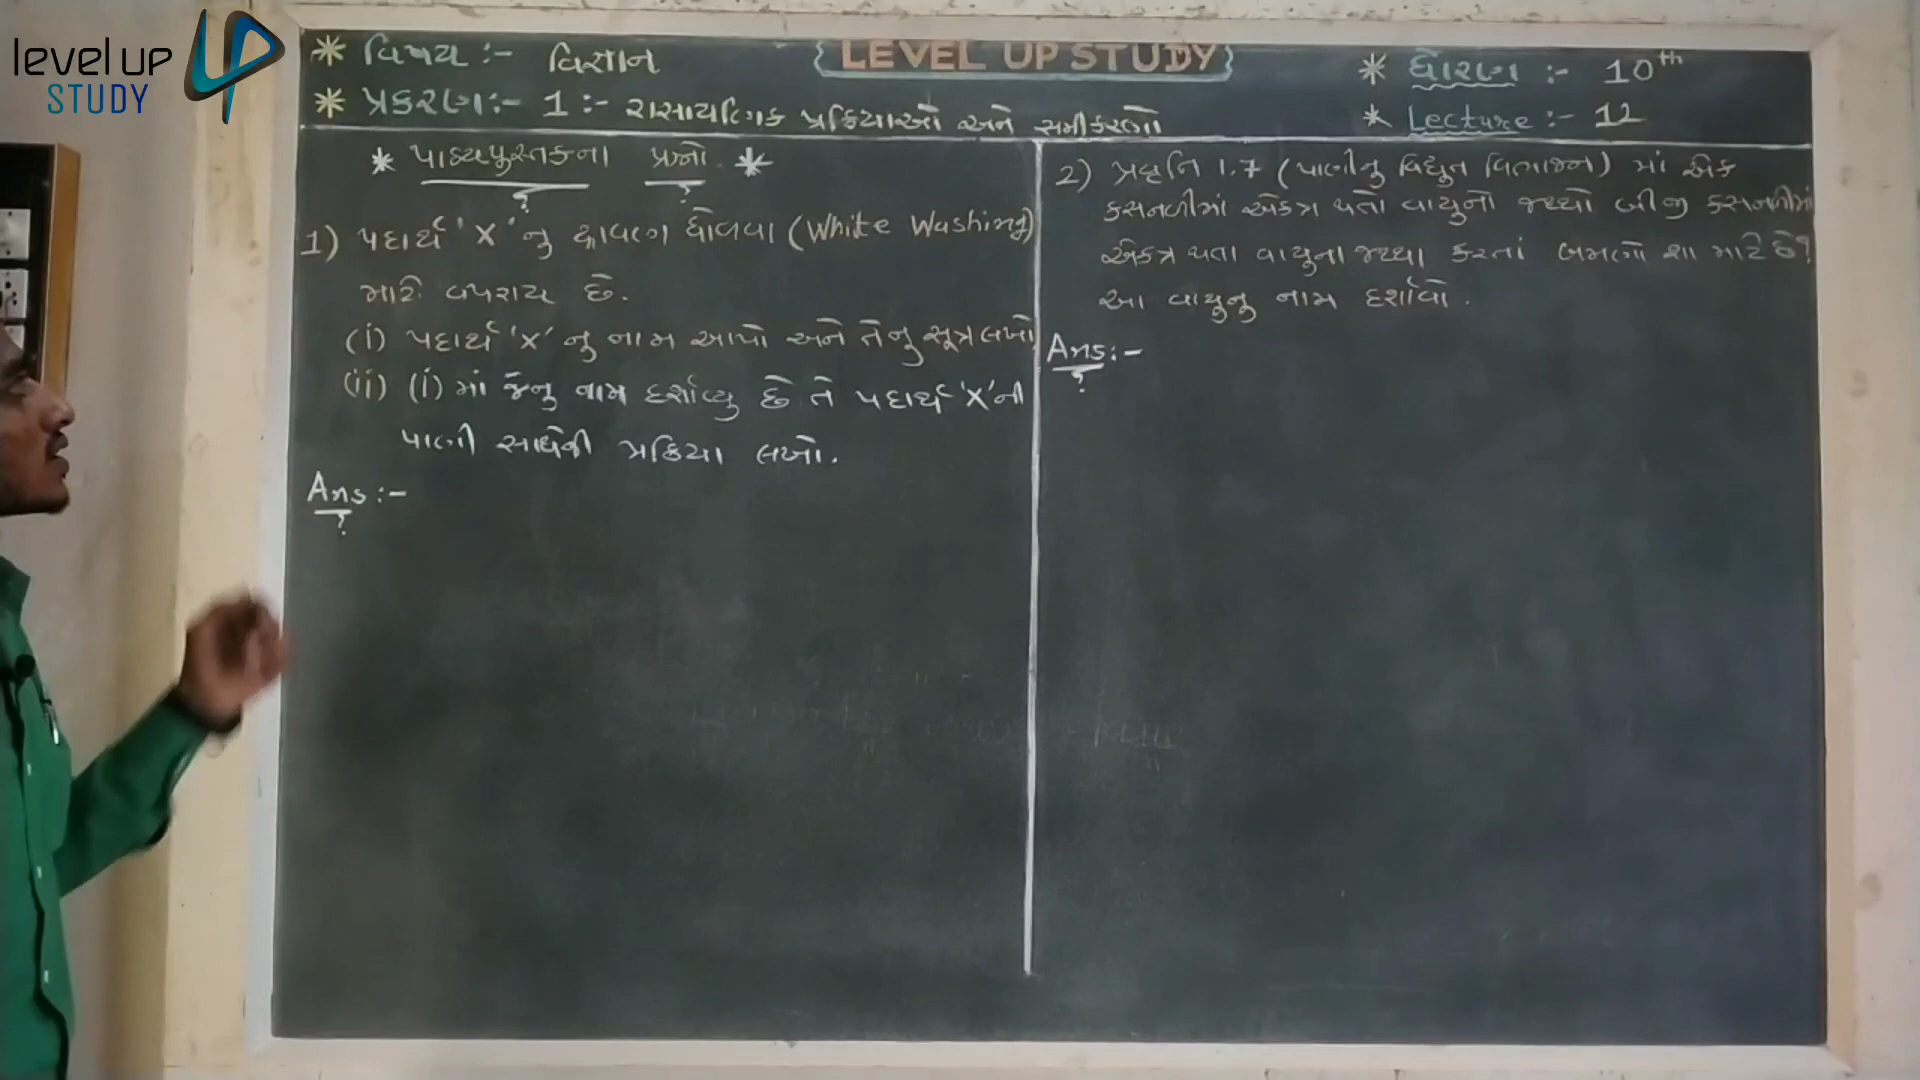 level up
STUDY
* વિષય :- વિજ્ઞાન
{ LEVEL UP STUDY }
* ધોરણ :- 10th
* પ્રકરણ:- 1 :- રાસાયણિક પ્રક્રિયાઓ અને સમીકરણો
* Lecture :- 12
* પાઠ્યપુસ્તકના પ્રશ્નો. *
1) પદાર્થ 'X' નુ દ્રાવણ ધોળવા (White Washing)
માટે વપરાય છે.
(i) પદાર્થ 'X' નુ નામ આપો અને તેનુ સૂત્ર લખો.
(ii) (i) માં જેનુ નામ દર્શાવ્યુ છે તે પદાર્થ 'X' ની
પાણી સાથેની પ્રક્રિયા લખો.
Ans :-
2) પ્રવૃત્તિ 1.7 (પાણીનુ વિદ્યુત વિભાજન) માં એક
કસનળીમાં એકત્ર થતો વાયુનો જથ્થો બીજી કસનળીમાં
એકત્ર થતા વાયુના જથ્થા કરતાં બમણો શા માટે છે?
આ વાયુનુ નામ દર્શાવો.
Ans :-